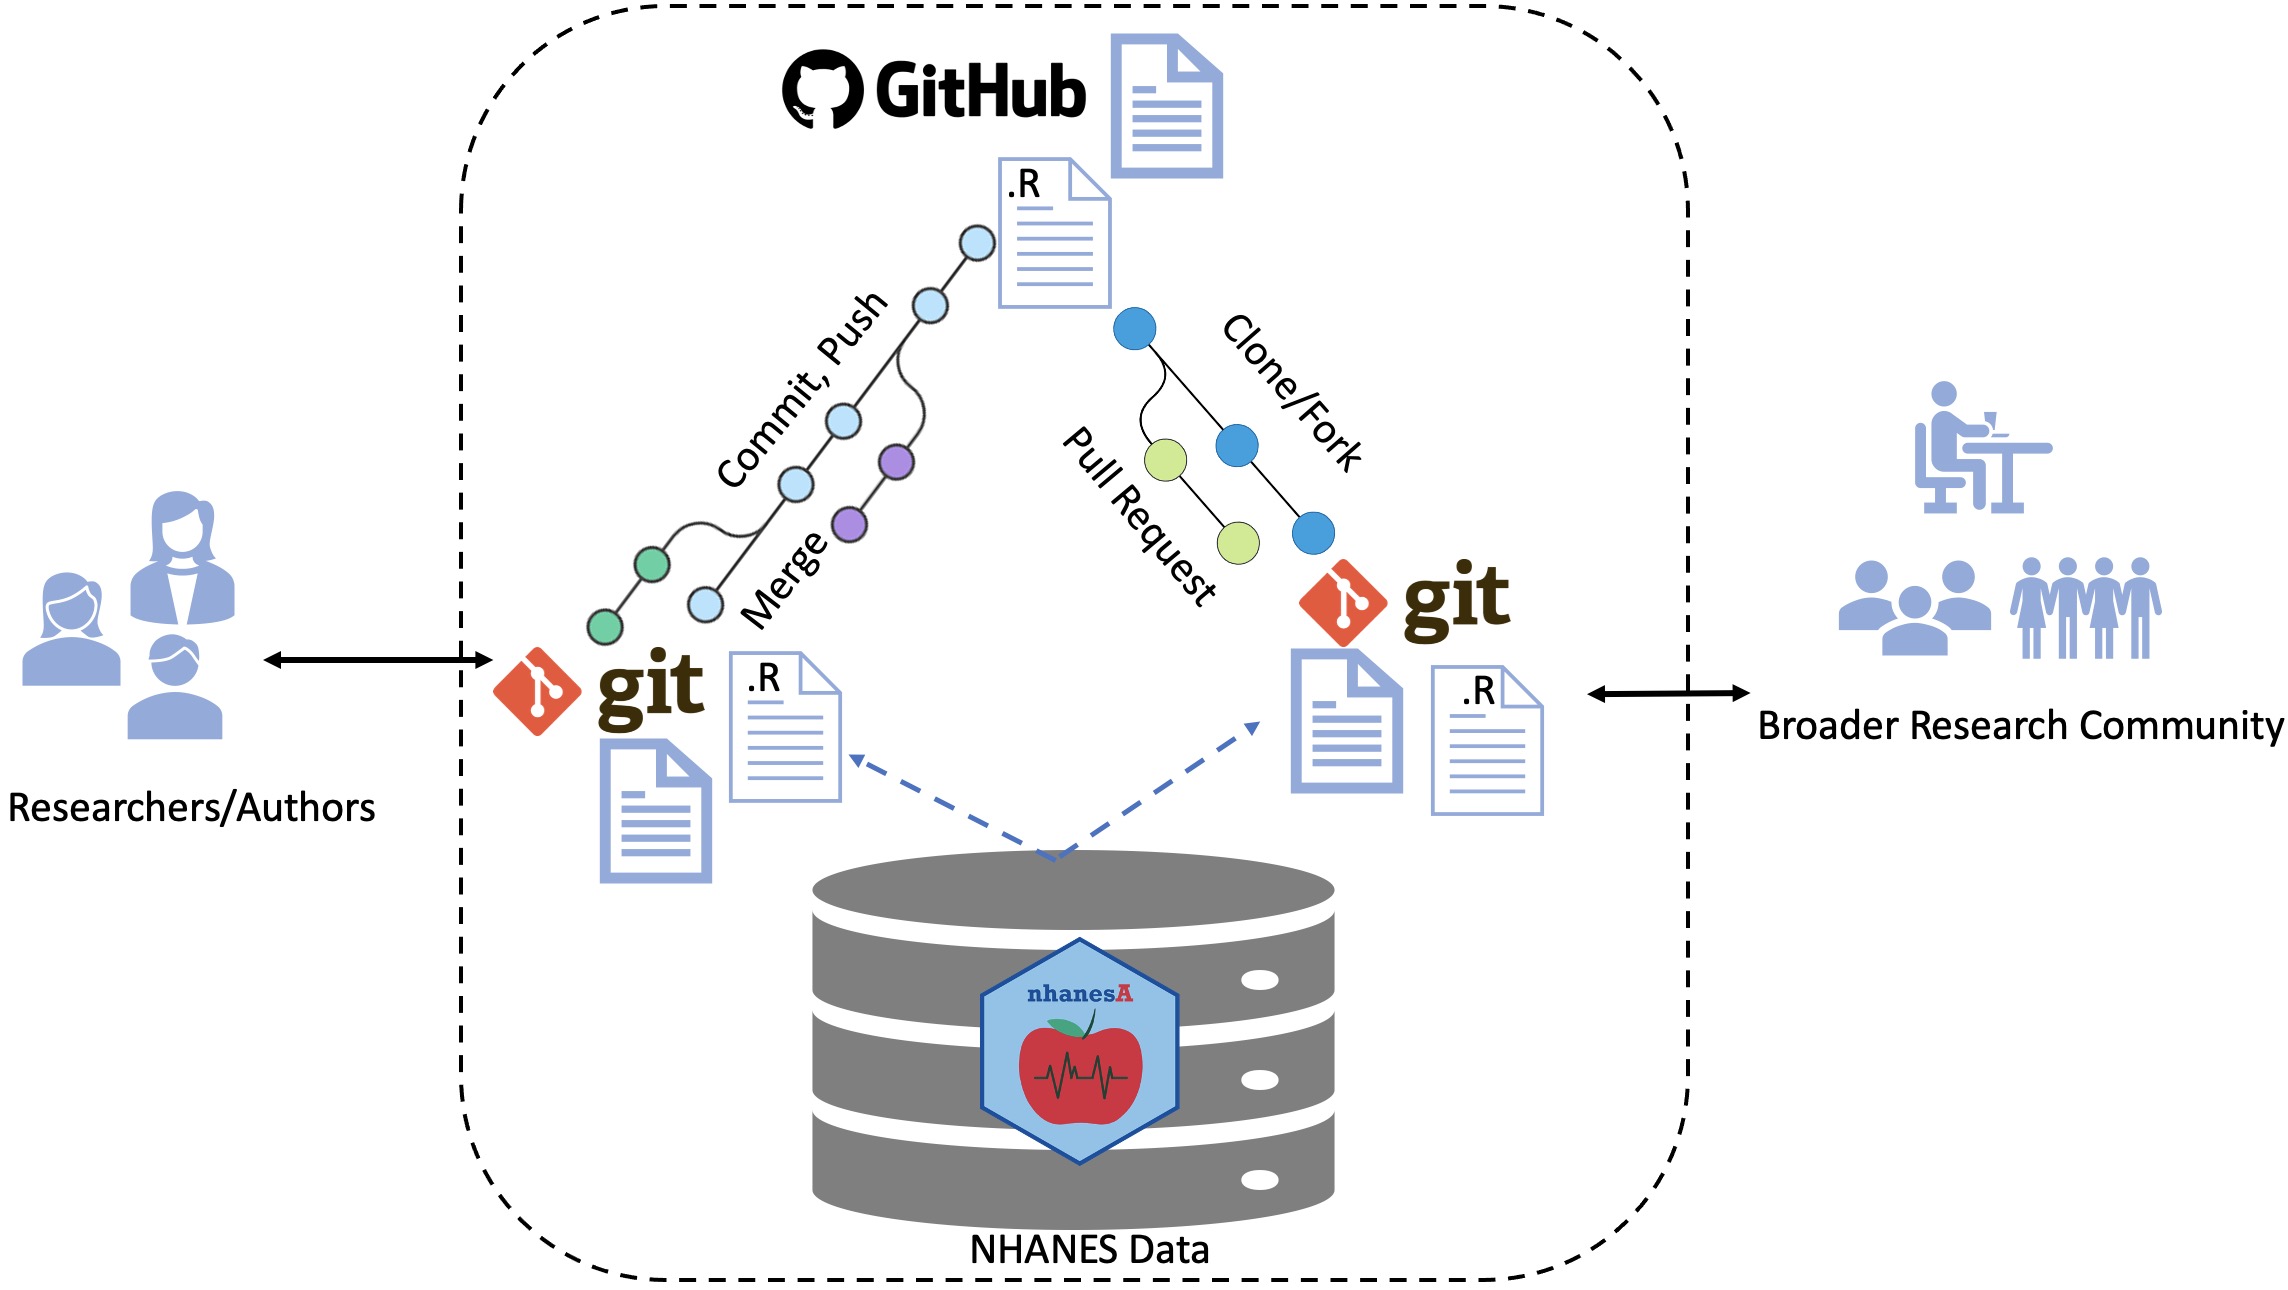 GitHub
.R
Commit, Push
Merge
Clone/Fork
Pull Request
git
.R
git
.R
Researchers/Authors
Broader Research Community
nhanesA
NHANES Data